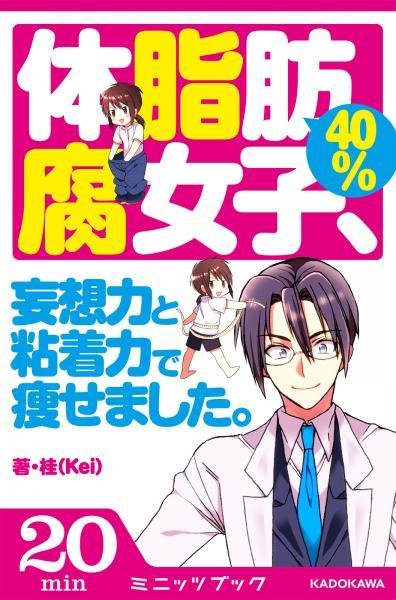 体脂肪
40%
腐女子、
妄想力と
粘着力で
痩せました。
著・桂(Kei)
20
min
ミニッツブック
KADOKAWA